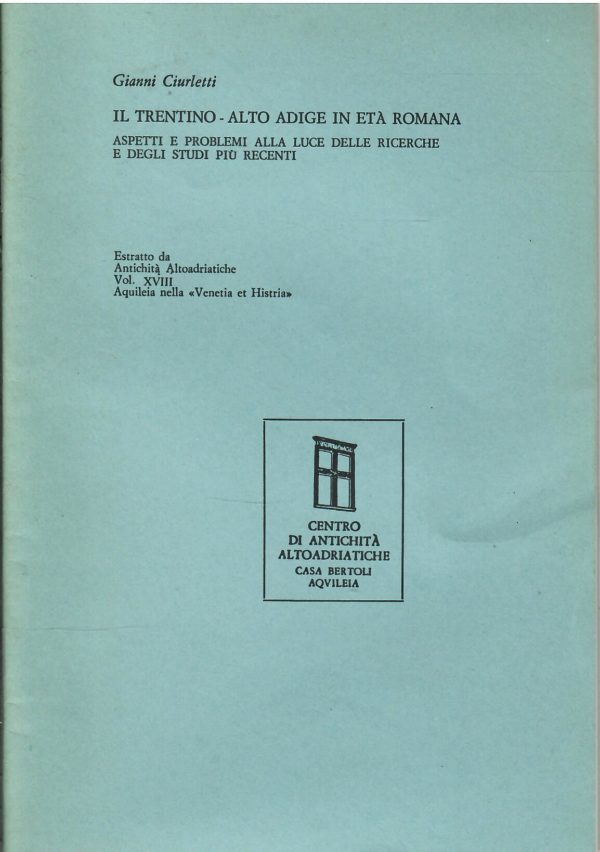 Gianni Ciurletti
IL TRENTINO - ALTO ADIGE IN ETÀ ROMANA
ASPETTI E PROBLEMI ALLA LUCE DELLE RICERCHE
E DEGLI STUDI PIÙ RECENTI
Estratto da
Antichità Altoadriatiche
Vol. XVIII
Aquileia nella «Venetia et Histria»
CENTRO
DI ANTICHITÀ
ALTOADRIATICHE
CASA BERTOLI
AQVILEIA